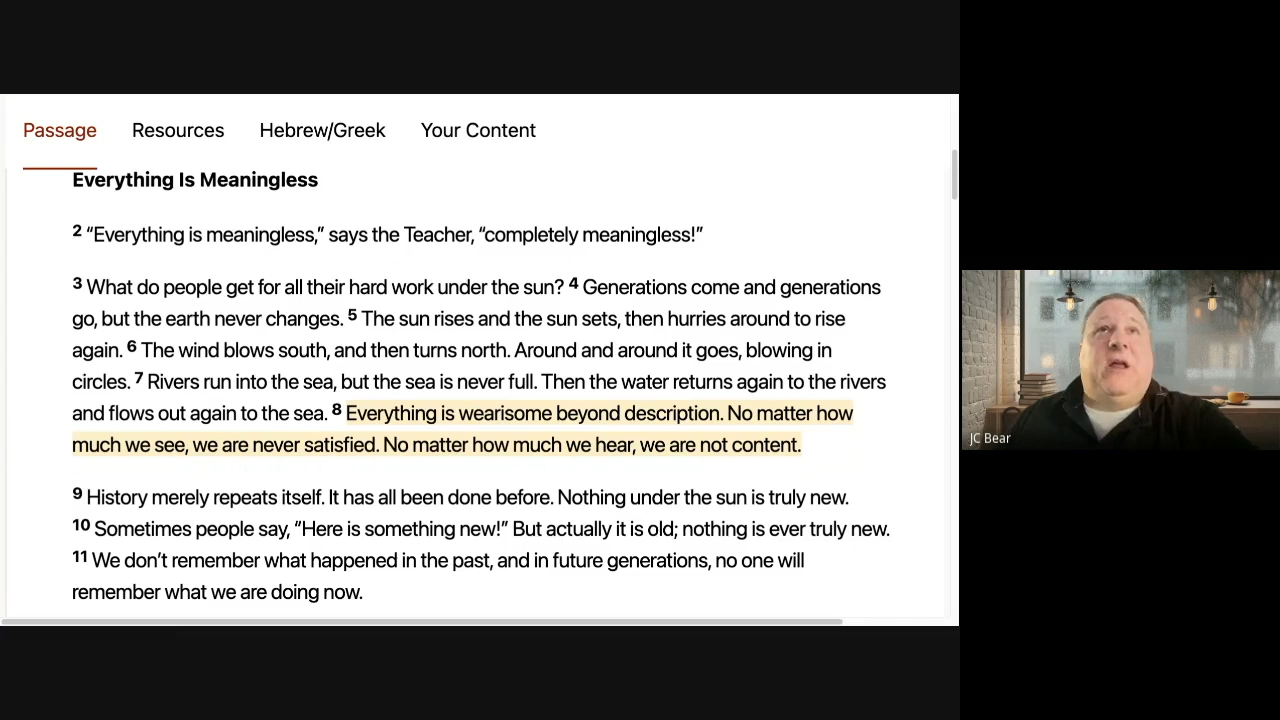 Passage Resources Hebrew/Greek Your Content
Everything Is Meaningless
2 “Everything is meaningless,” says the Teacher, “completely meaningless!”
3 What do people get for all their hard work under the sun? 4 Generations come and generations
go, but the earth never changes. 5 The sun rises and the sun sets, then hurries around to rise
again. 6 The wind blows south, and then turns north. Around and around it goes, blowing in
circles. 7 Rivers run into the sea, but the sea is never full. Then the water returns again to the rivers
and flows out again to the sea. 8 Everything is wearisome beyond description. No matter how
much we see, we are never satisfied. No matter how much we hear, we are not content.
9 History merely repeats itself. It has all been done before. Nothing under the sun is truly new.
10 Sometimes people say, “Here is something new!” But actually it is old; nothing is ever truly new.
11 We don’t remember what happened in the past, and in future generations, no one will
remember what we are doing now.
JC Bear